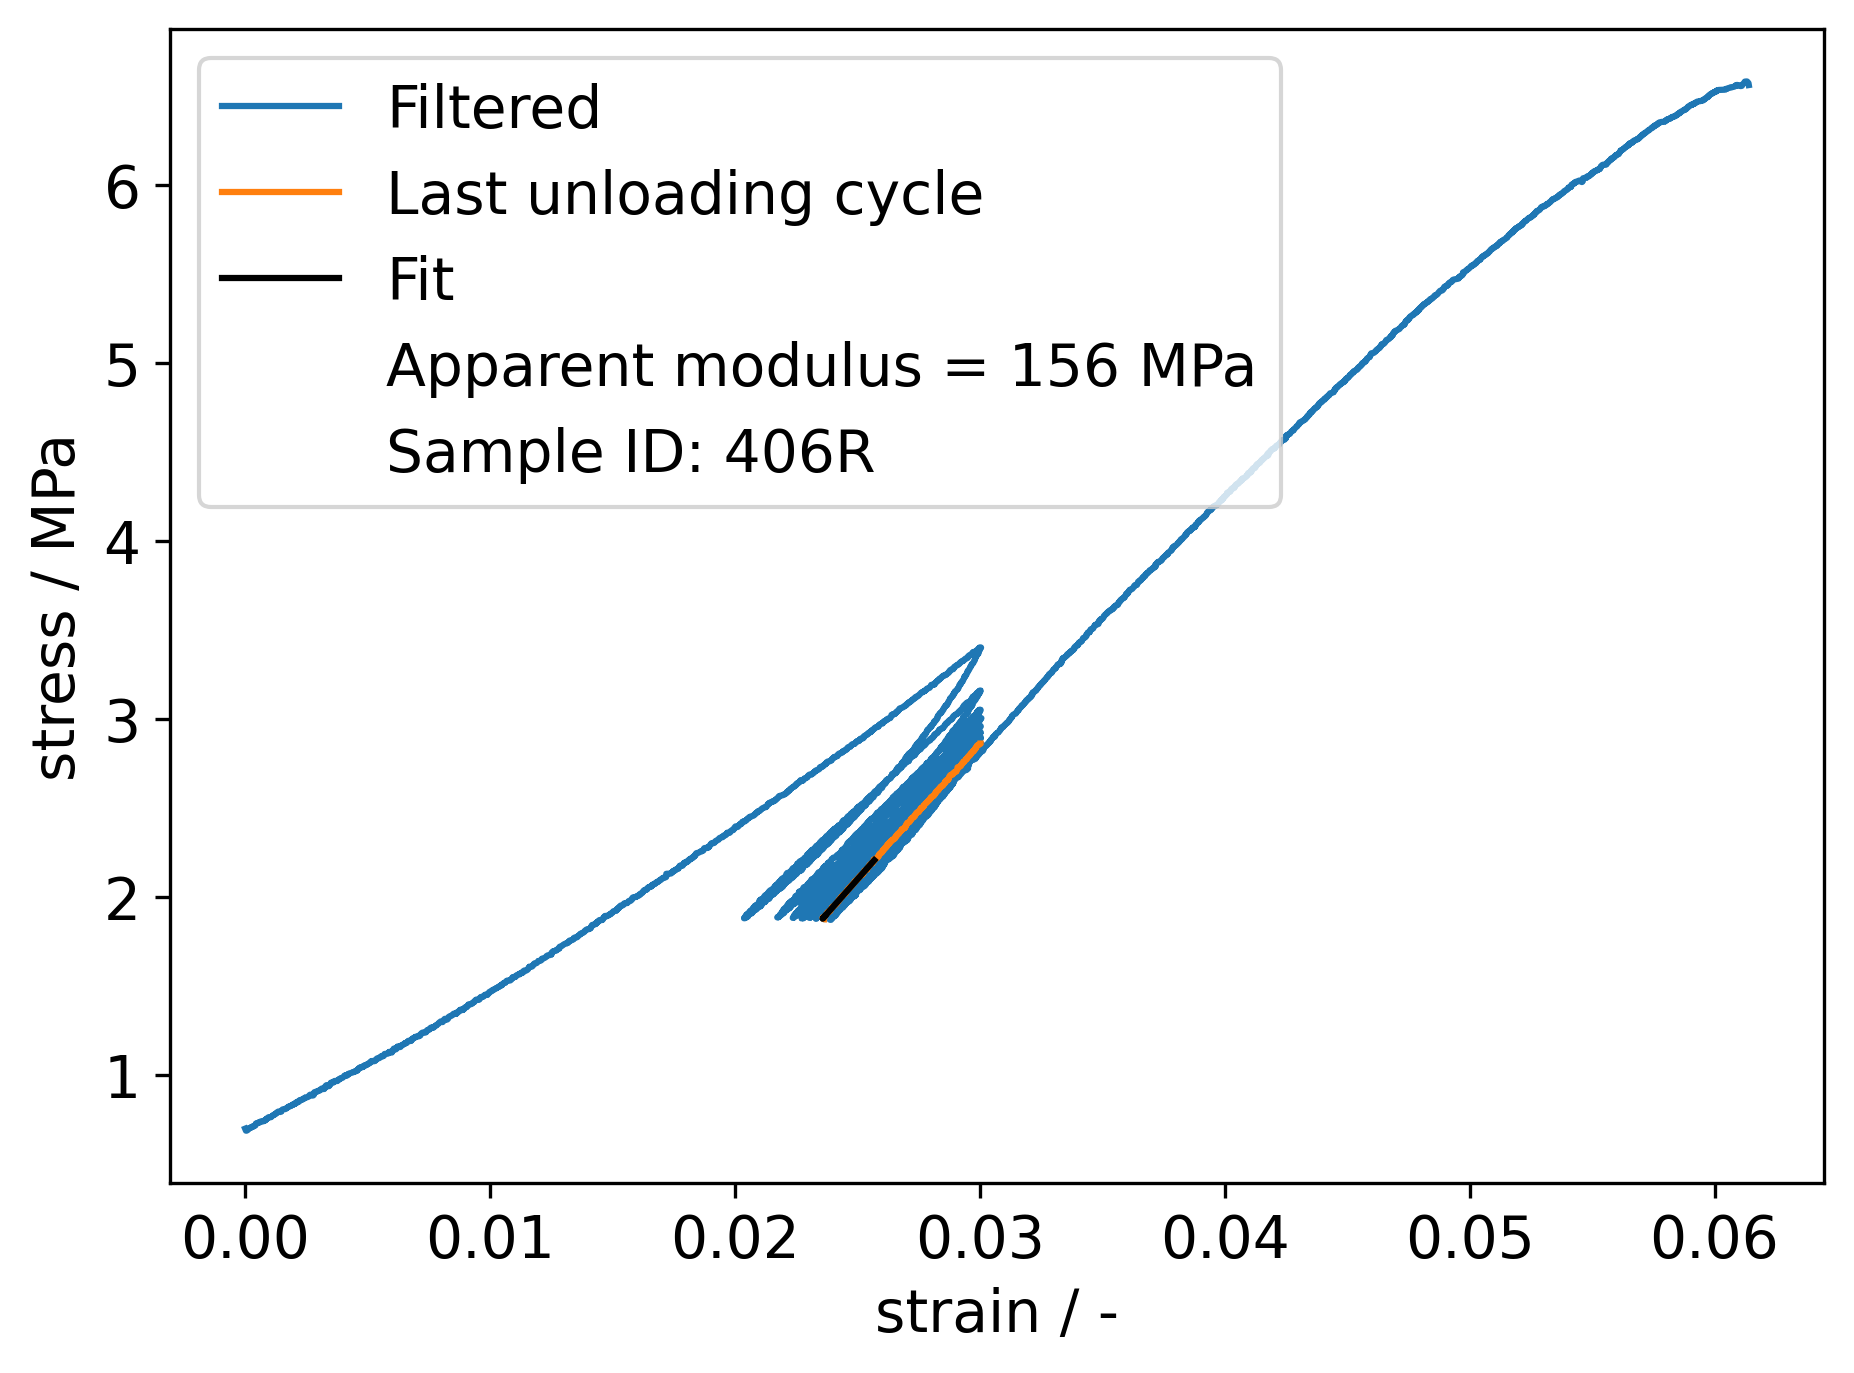 Filtered
Last unloading cycle
Fit
Apparent modulus = 156 MPa
Sample ID: 406R
stress / MPa
6
5
4
3
2
1
0.00 0.01 0.02 0.03 0.04 0.05 0.06
strain / -